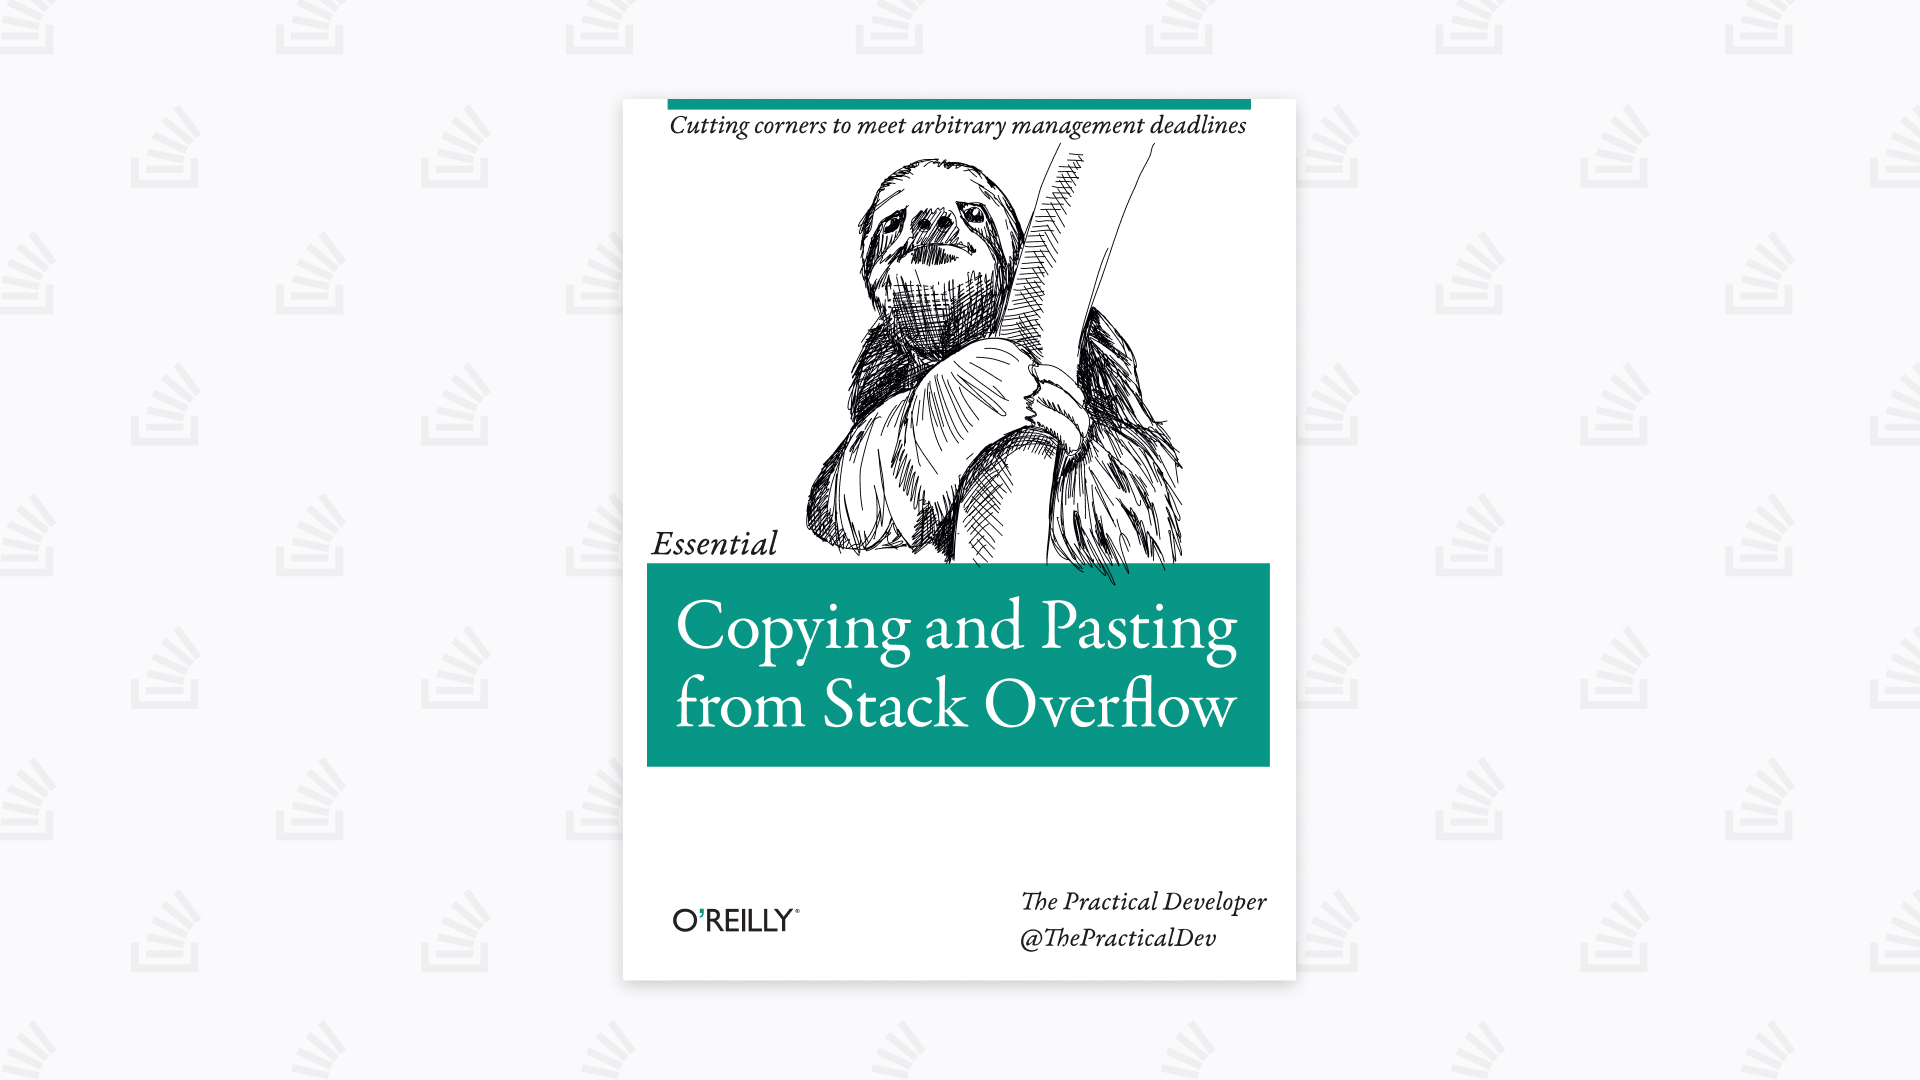 Cutting corners to meet arbitrary management deadlines
Essential
Copying and Pasting
from Stack Overflow
O'REILLY®
The Practical Developer
@ThePracticalDev